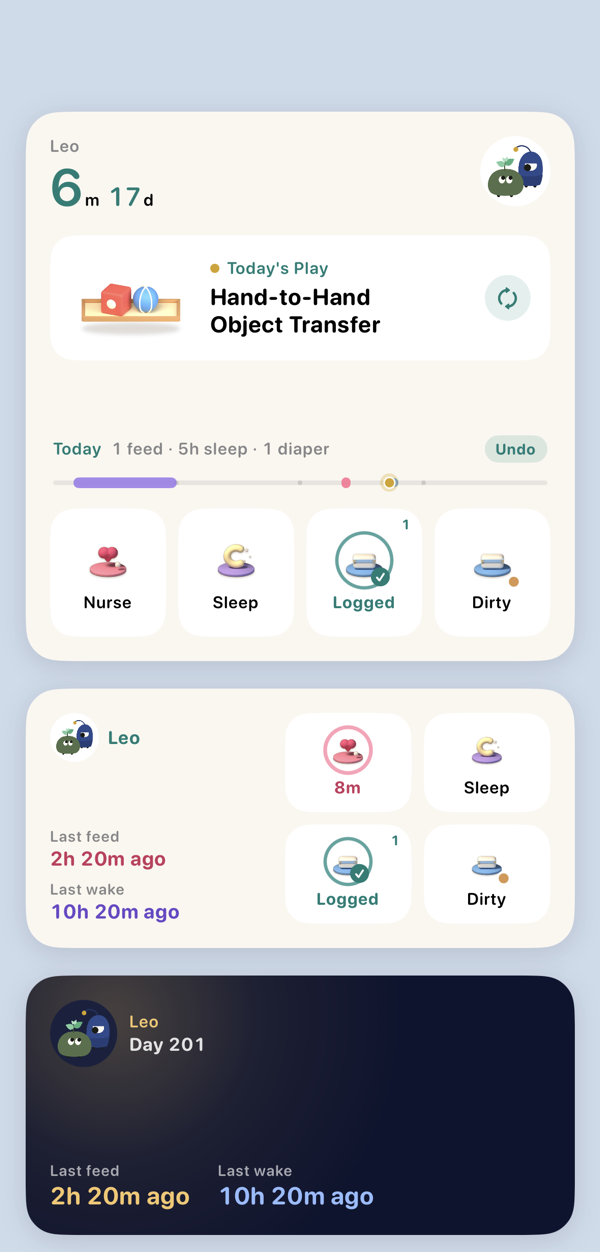 Leo
6m 17d
Today's Play
Hand-to-Hand
Object Transfer
Today 1 feed · 5h sleep · 1 diaper
Undo
1
Nurse
Sleep
Logged
Dirty
Leo
8m
Sleep
Last feed
2h 20m ago
Last wake
10h 20m ago
1
Logged
Dirty
Leo
Day 201
Last feed
2h 20m ago
Last wake
10h 20m ago